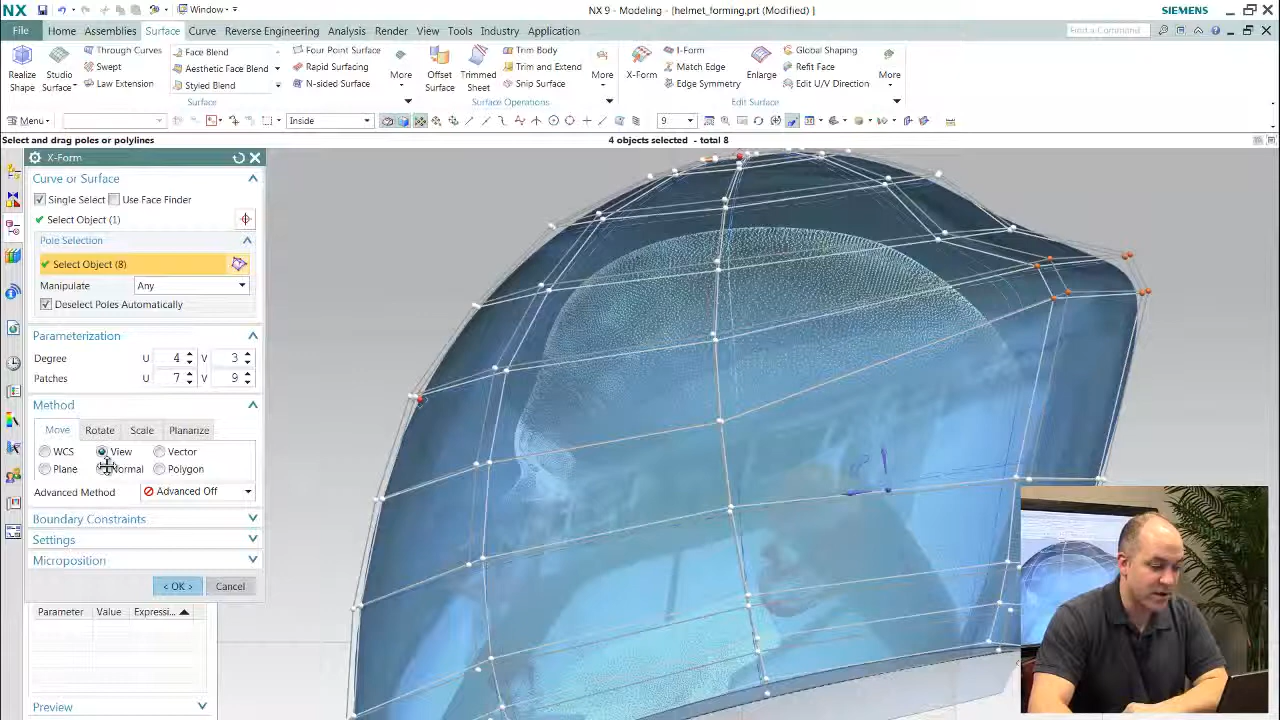 NX
Window
NX 9 - Modeling - [helmet_forming.prt (Modified) ]
SIEMENS
File
Home
Assemblies
Surface
Curve
Reverse Engineering
Analysis
Render
View
Tools
Industry
Application
Find a Command
Realize Shape
Studio Surface
Through Curves
Swept
Law Extension
Face Blend
Aesthetic Face Blend
Styled Blend
Four Point Surface
Rapid Surfacing
N-sided Surface
More
Surface
Offset Surface
Trimmed Sheet
Trim Body
Trim and Extend
Snip Surface
More
Surface Operations
X-Form
I-Form
Match Edge
Edge Symmetry
Enlarge
Global Shaping
Refit Face
Edit U/V Direction
More
Edit Surface
Menu
Inside
9
Select and drag poles or polylines
4 objects selected - total 8
X-Form
Curve or Surface
Single Select
Use Face Finder
Select Object (1)
Pole Selection
Select Object (8)
Manipulate
Any
Deselect Poles Automatically
Parameterization
Degree U 4 V 3
Patches U 7 V 9
Method
Move
Rotate
Scale
Planarize
WCS
View
Vector
Plane
ormal
Polygon
Advanced Method
Advanced Off
Boundary Constraints
Settings
Microposition
< OK >
Cancel
Parameter
Value
Expressi...
Preview